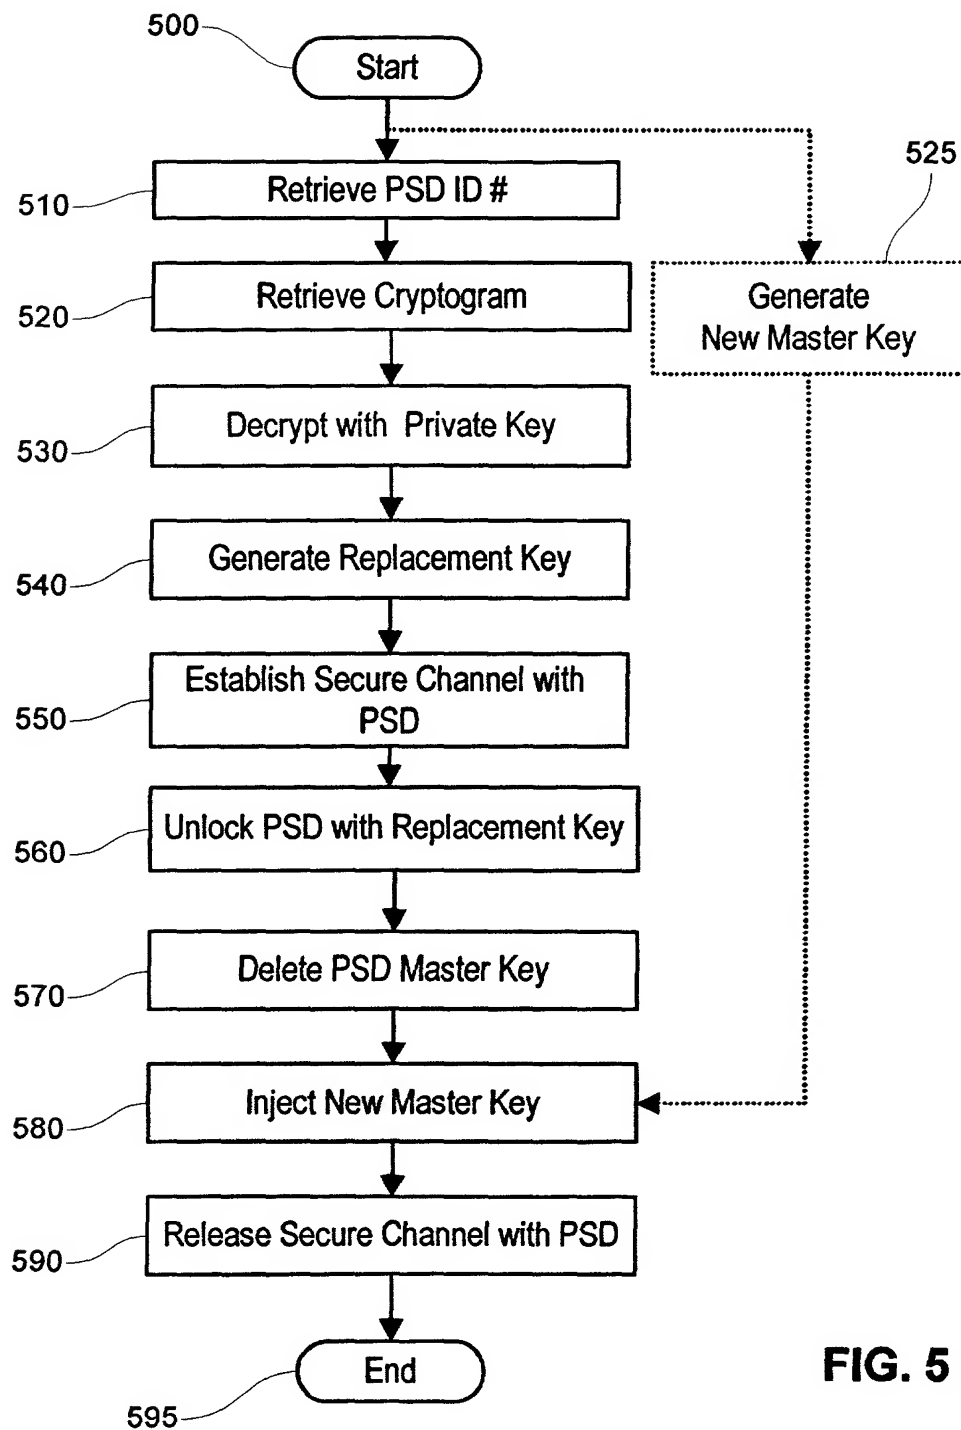 500
Start
525
510
Retrieve PSD ID #
520
Retrieve Cryptogram
Generate
New Master Key
530
Decrypt with Private Key
540
Generate Replacement Key
550
Establish Secure Channel with
PSD
560
Unlock PSD with Replacement Key
570
Delete PSD Master Key
580
Inject New Master Key
590
Release Secure Channel with PSD
595
End
FIG. 5